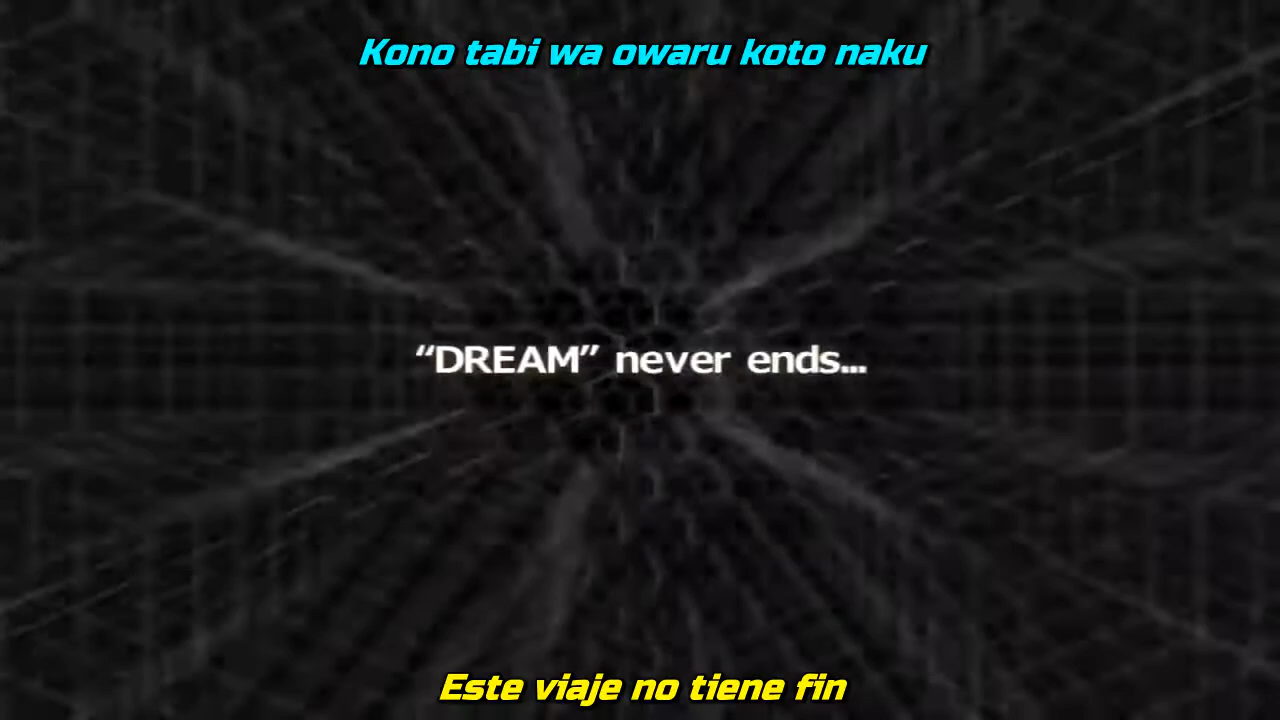 Kono tabi wa owaru koto naku
“DREAM” never ends...
Este viaje no tiene fin